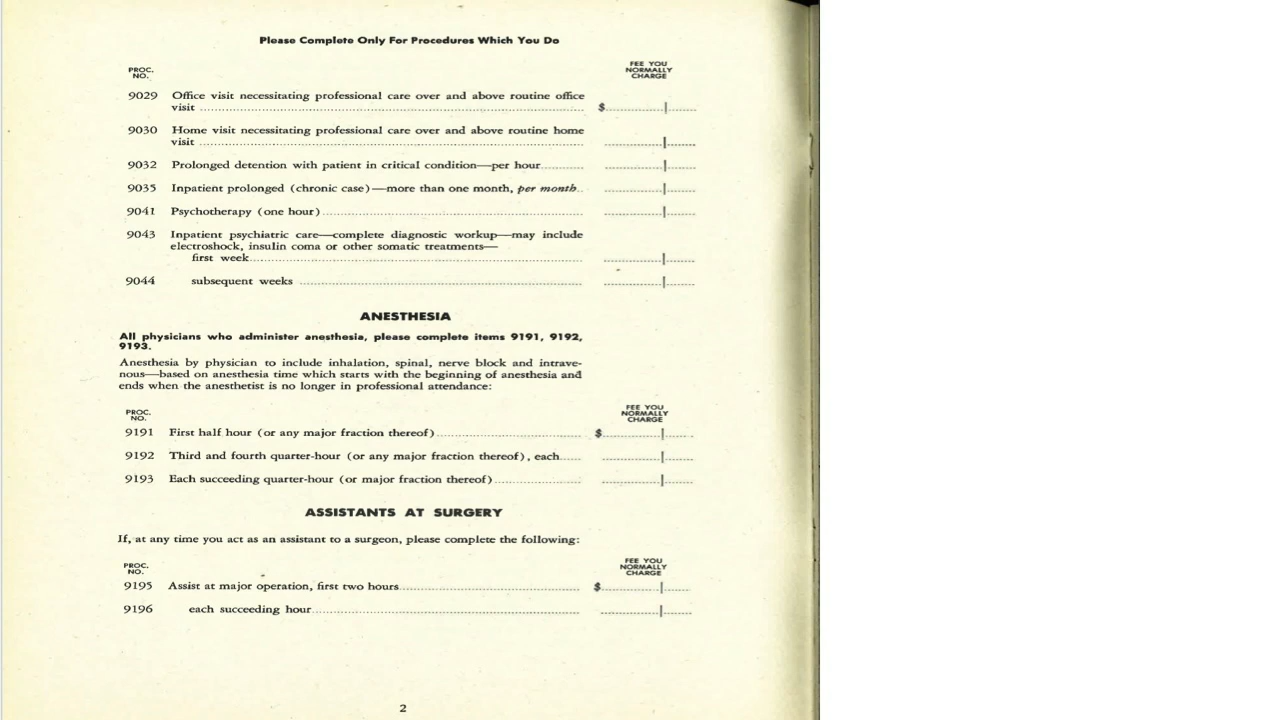 Please Complete Only For Procedures Which You Do
PROC.
NO.
FEE YOU
NORMALLY
CHARGE
9029 Office visit necessitating professional care over and above routine office
visit ........ $........|........
9030 Home visit necessitating professional care over and above routine home
visit ........ ........|........
9032 Prolonged detention with patient in critical condition—per hour........ ........|........
9035 Inpatient prolonged (chronic case)—more than one month, per month.. ........|........
9041 Psychotherapy (one hour)........ ........|........
9043 Inpatient psychiatric care—complete diagnostic workup—may include
electroshock, insulin coma or other somatic treatments—
first week........ ........|........
9044 subsequent weeks ........ ........|........
ANESTHESIA
All physicians who administer anesthesia, please complete items 9191, 9192,
9193.
Anesthesia by physician to include inhalation, spinal, nerve block and intrave-
nous—based on anesthesia time which starts with the beginning of anesthesia and
ends when the anesthetist is no longer in professional attendance:
PROC.
NO.
FEE YOU
NORMALLY
CHARGE
9191 First half hour (or any major fraction thereof)........ $........|........
9192 Third and fourth quarter-hour (or any major fraction thereof), each...... ........|........
9193 Each succeeding quarter-hour (or major fraction thereof)........ ........|........
ASSISTANTS AT SURGERY
If, at any time you act as an assistant to a surgeon, please complete the following:
PROC.
NO.
FEE YOU
NORMALLY
CHARGE
9195 Assist at major operation, first two hours........ $........|........
9196 each succeeding hour........ ........|........
2